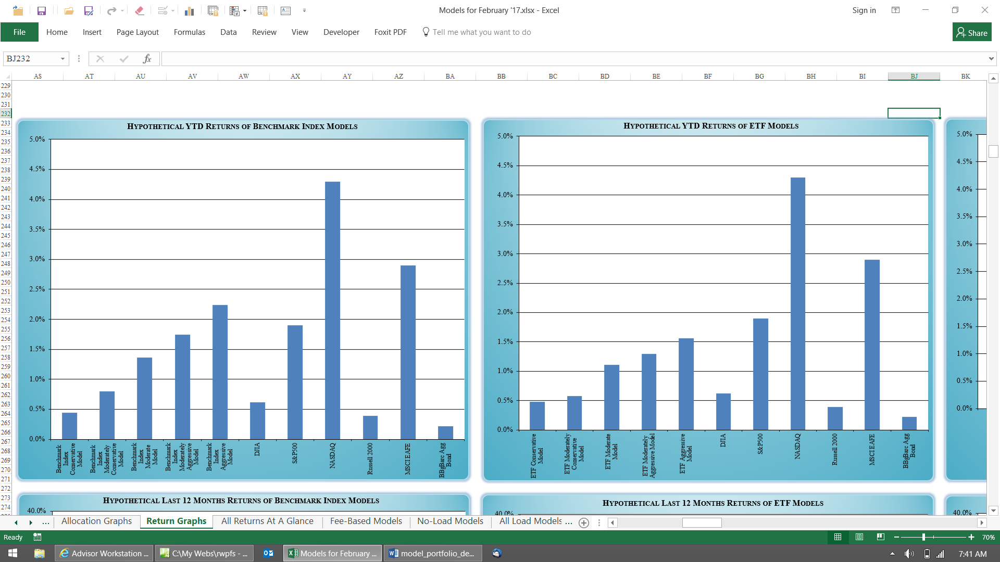 Models for February '17.xlsx - Excel
Sign in
File Home Insert Page Layout Formulas Data Review View Developer Foxit PDF Tell me what you want to do
Share
BJ232
fx
AS AT AU AV AW AX AY AZ BA BB BC BD BE BF BG BH BI BJ BK
229
230
231
232
233
234
235
236
237
238
239
240
241
242
243
244
245
246
247
248
249
250
251
252
253
254
255
256
257
258
259
260
261
262
263
264
265
266
267
268
269
270
271
272
273
274
HYPOTHETICAL YTD RETURNS OF BENCHMARK INDEX MODELS
5.0%
4.5%
4.0%
3.5%
3.0%
2.5%
2.0%
1.5%
1.0%
0.5%
0.0%
Benchmark
Index
Conservative
Model
Benchmark
Index
Moderately
Conservative
Model
Benchmark
Index
Moderate
Model
Benchmark
Index
Moderately
Aggressive
Model
Benchmark
Index
Aggressive
Model
DJIA
S&P500
NASDAQ
Russell 2000
MSCI EAFE
BBgBarc Agg
Bond
HYPOTHETICAL YTD RETURNS OF ETF MODELS
5.0%
4.5%
4.0%
3.5%
3.0%
2.5%
2.0%
1.5%
1.0%
0.5%
0.0%
ETF Conservative
Model
ETF Moderately
Conservative
Model
ETF Moderate
Model
ETF Moderately
Aggressive Model
ETF Aggressive
Model
DJIA
S&P500
NASDAQ
Russell 2000
MSCI EAFE
BBgBarc Agg
Bond
5.0%
4.5%
4.0%
3.5%
3.0%
2.5%
2.0%
1.5%
1.0%
0.5%
0.0%
HYPOTHETICAL LAST 12 MONTHS RETURNS OF BENCHMARK INDEX MODELS
40.0%
HYPOTHETICAL LAST 12 MONTHS RETURNS OF ETF MODELS
40.0%
40.0%
... Allocation Graphs Return Graphs All Returns At A Glance Fee-Based Models No-Load Models All Load Models ...
Ready
70%
Advisor Workstation ...
C:\My Webs\rwpfs - ...
Models for February ...
model_portfolio_de...
7:41 AM